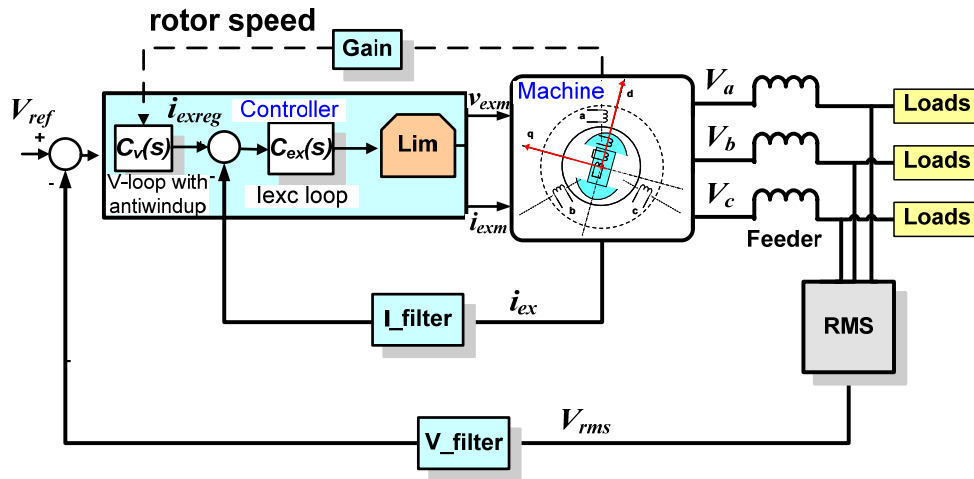 rotor speed
Gain
V_ref
+
-
i_exreg
Controller
C_v(s)
C_ex(s)
Lim
V-loop with
antiwindup
-
Iexc loop
v_exm
i_exm
Machine
d
q
a
b
c
V_a
V_b
V_c
Feeder
Loads
Loads
Loads
I_filter
i_ex
RMS
-
V_filter
V_rms